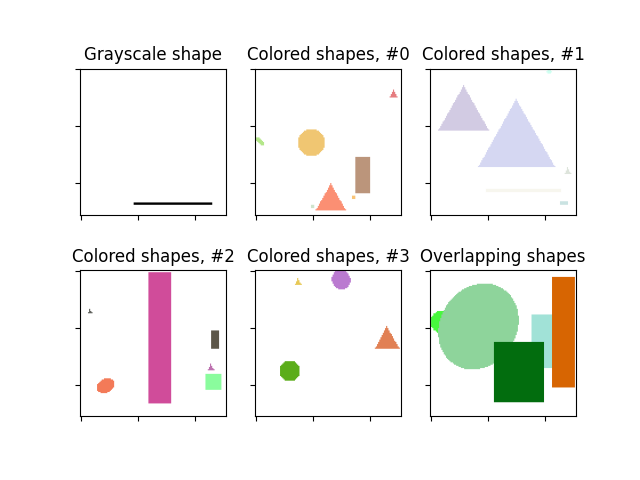 Grayscale shape
Colored shapes, #0
Colored shapes, #1
Colored shapes, #2
Colored shapes, #3
Overlapping shapes